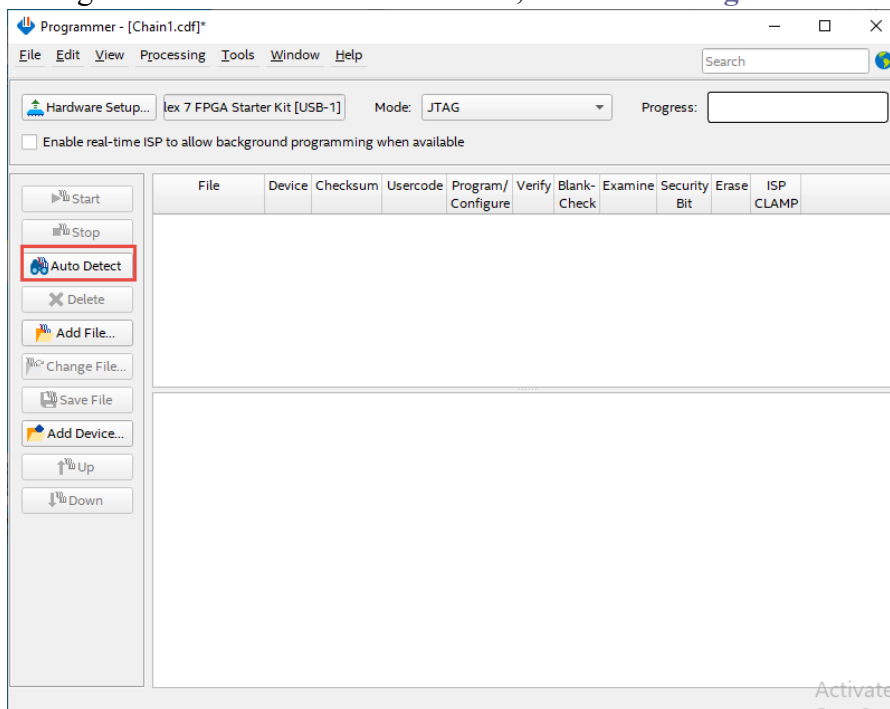 Programmer - [Chain1.cdf]*
File Edit View Processing Tools Window Help
Search
Hardware Setup... lex 7 FPGA Starter Kit [USB-1] Mode: JTAG Progress:
Enable real-time ISP to allow background programming when available
File Device Checksum Usercode Program/ Configure Verify Blank- Check Examine Security Bit Erase ISP CLAMP
Start
Stop
Auto Detect
Delete
Add File...
Change File...
Save File
Add Device...
Up
Down
Activate